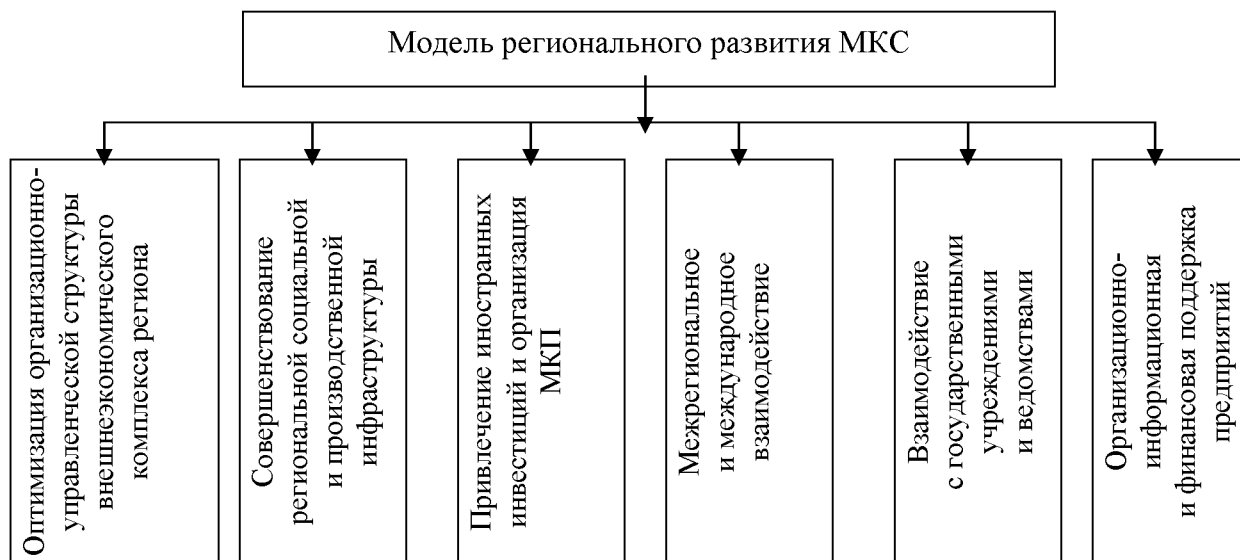 Модель регионального развития МКС
Оптимизация организационно-
управленческой структуры
внешнеэкономического
комплекса региона
Совершенствование
региональной социальной
и производственной
инфраструктуры
Привлечение иностранных
инвестиций и организация
МКП
Межрегиональное
и международное
взаимодействие
Взаимодействие
с государственными
учреждениями
и ведомствами
Организационно-
информационная
и финансовая поддержка
предприятий